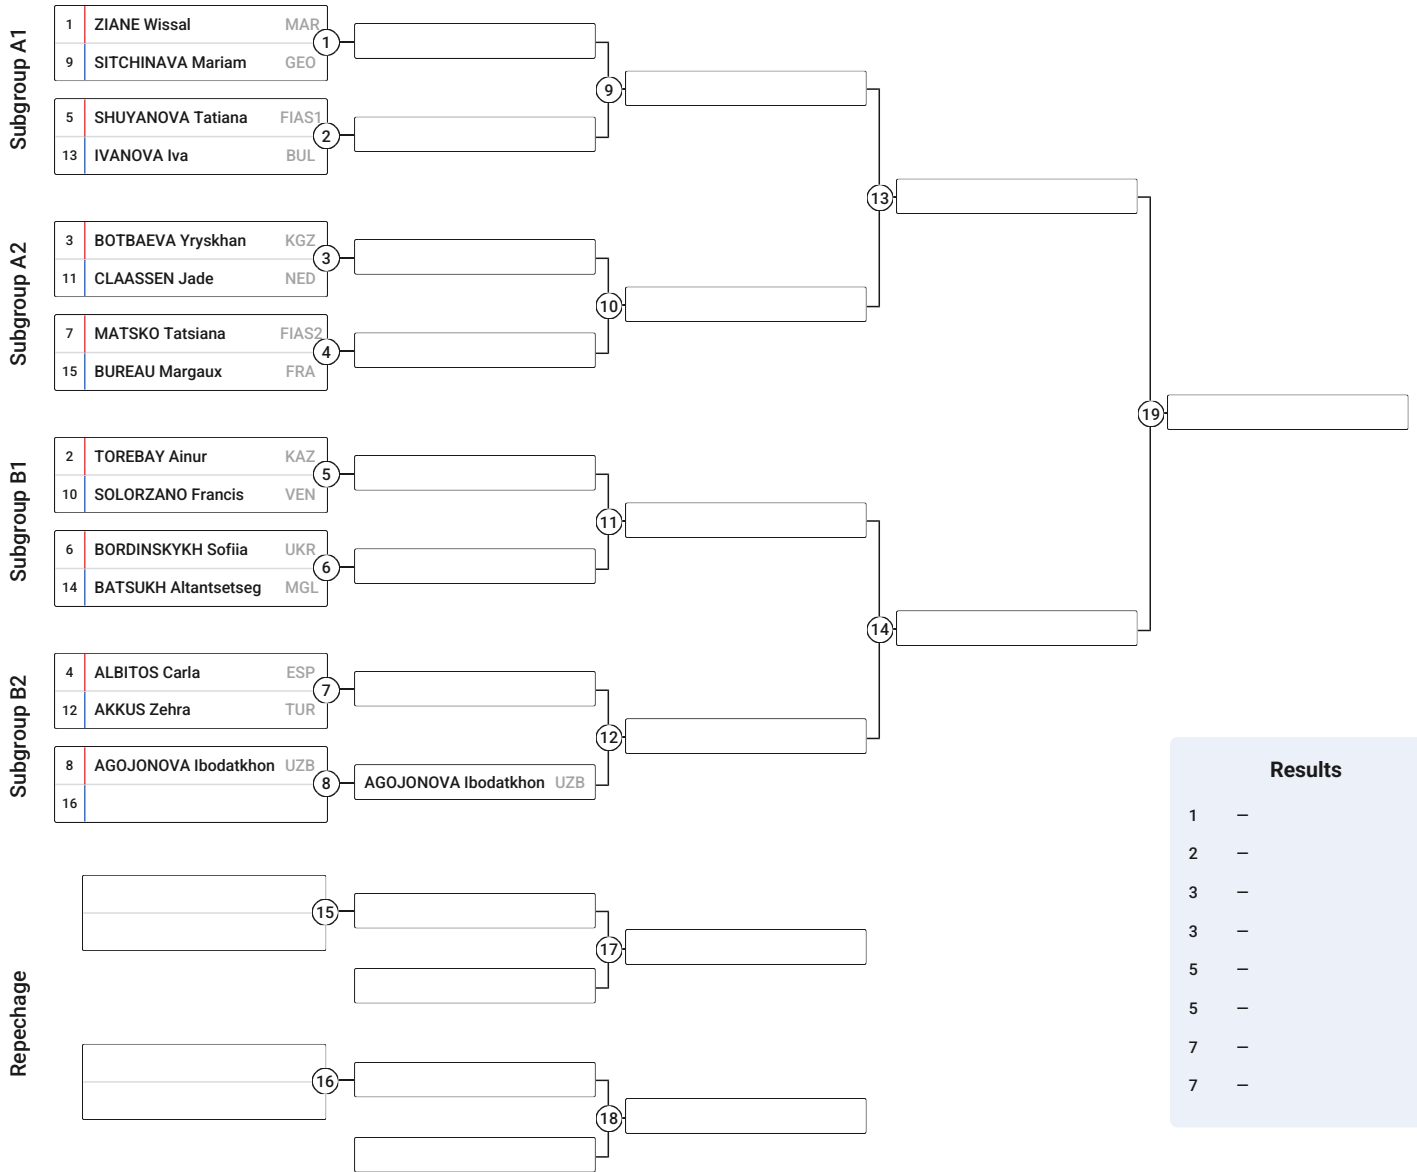 Subgroup A1
1 ZIANE Wissal MAR
9 SITCHINAVA Mariam GEO
1
5 SHUYANOVA Tatiana FIAS1
13 IVANOVA Iva BUL
2
9
Subgroup A2
3 BOTBAEVA Yryskhan KGZ
11 CLAASSEN Jade NED
3
7 MATSKO Tatsiana FIAS2
15 BUREAU Margaux FRA
4
10
13
Subgroup B1
2 TOREBAY Ainur KAZ
10 SOLORZANO Francis VEN
5
6 BORDINSKYKH Sofiia UKR
14 BATSUKH Altantsetseg MGL
6
11
Subgroup B2
4 ALBITOS Carla ESP
12 AKKUS Zehra TUR
7
8 AGOJONOVA Ibodatkhon UZB
16
8
AGOJONOVA Ibodatkhon UZB
12
14
19
Repechage
15
17
16
18
Results
1 –
2 –
3 –
3 –
5 –
5 –
7 –
7 –